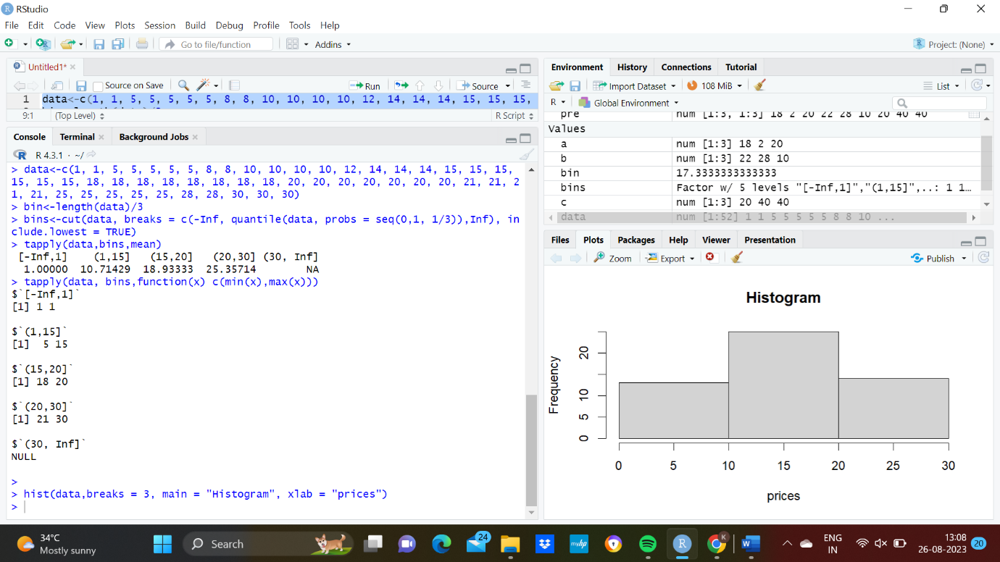 RStudio
File Edit Code View Plots Session Build Debug Profile Tools Help
Go to file/function
Addins
Project: (None)
Untitled1*
Source on Save
Run
Source
1 data<-c(1, 1, 5, 5, 5, 5, 5, 8, 8, 10, 10, 10, 10, 12, 14, 14, 14, 15, 15, 15,
9:1 (Top Level)
R Script
Console Terminal Background Jobs
R 4.3.1 · ~/
> data<-c(1, 1, 5, 5, 5, 5, 5, 8, 8, 10, 10, 10, 10, 12, 14, 14, 14, 15, 15, 15,
15, 15, 15, 18, 18, 18, 18, 18, 18, 18, 18, 20, 20, 20, 20, 20, 20, 20, 21, 21, 2
1, 21, 25, 25, 25, 25, 25, 28, 28, 30, 30, 30)
> bin<-length(data)/3
> bins<-cut(data, breaks = c(-Inf, quantile(data, probs = seq(0,1, 1/3)),Inf), in
clude.lowest = TRUE)
> tapply(data,bins,mean)
[-Inf,1] (1,15] (15,20] (20,30] (30, Inf]
1.00000 10.71429 18.93333 25.35714 NA
> tapply(data, bins,function(x) c(min(x),max(x)))
$`[-Inf,1]`
[1] 1 1
$`(1,15]`
[1] 5 15
$`(15,20]`
[1] 18 20
$`(20,30]`
[1] 21 30
$`(30, Inf]`
NULL
>
> hist(data,breaks = 3, main = "Histogram", xlab = "prices")
>
Environment History Connections Tutorial
Import Dataset
108 MiB
List
R
Global Environment
pre num [1:3, 1:3] 18 2 20 22 28 10 20 40 40
Values
a num [1:3] 18 2 20
b num [1:3] 22 28 10
bin 17.3333333333333
bins Factor w/ 5 levels "[-Inf,1]","(1,15]",..: 1 1…
c num [1:3] 20 40 40
data num [1:52] 1 1 5 5 5 5 5 8 8 10 ...
Files Plots Packages Help Viewer Presentation
Zoom
Export
Publish
Histogram
Frequency
20
10
5
0
0 5 10 15 20 25 30
prices
34°C
Mostly sunny
Search
24
myhp
R
K
W
ENG
IN
13:08
26-08-2023
20